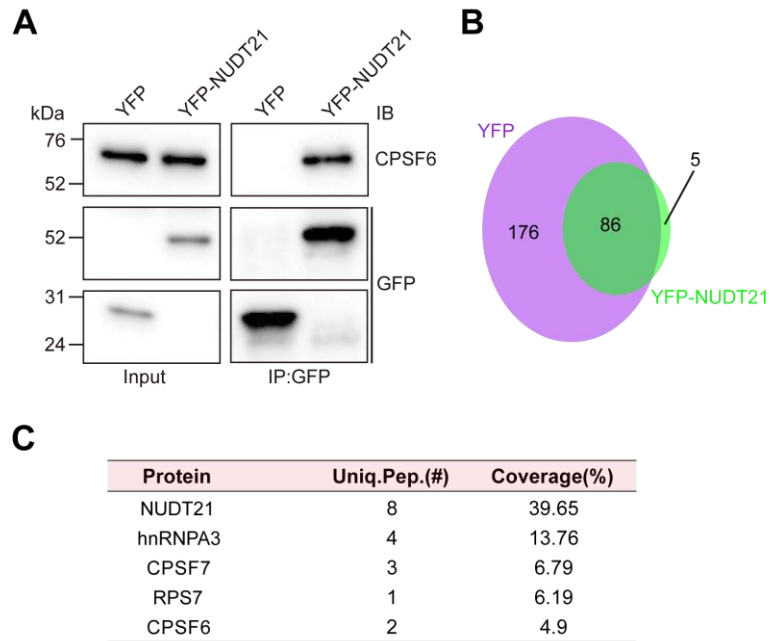 A
YFP
YFP-NUDT21
YFP
YFP-NUDT21
kDa
IB
76
CPSF6
52
52
GFP
31
24
Input
IP:GFP
B
YFP
5
176
86
YFP-NUDT21
C
Protein Uniq.Pep.(#) Coverage(%)
NUDT21 8 39.65
hnRNPA3 4 13.76
CPSF7 3 6.79
RPS7 1 6.19
CPSF6 2 4.9